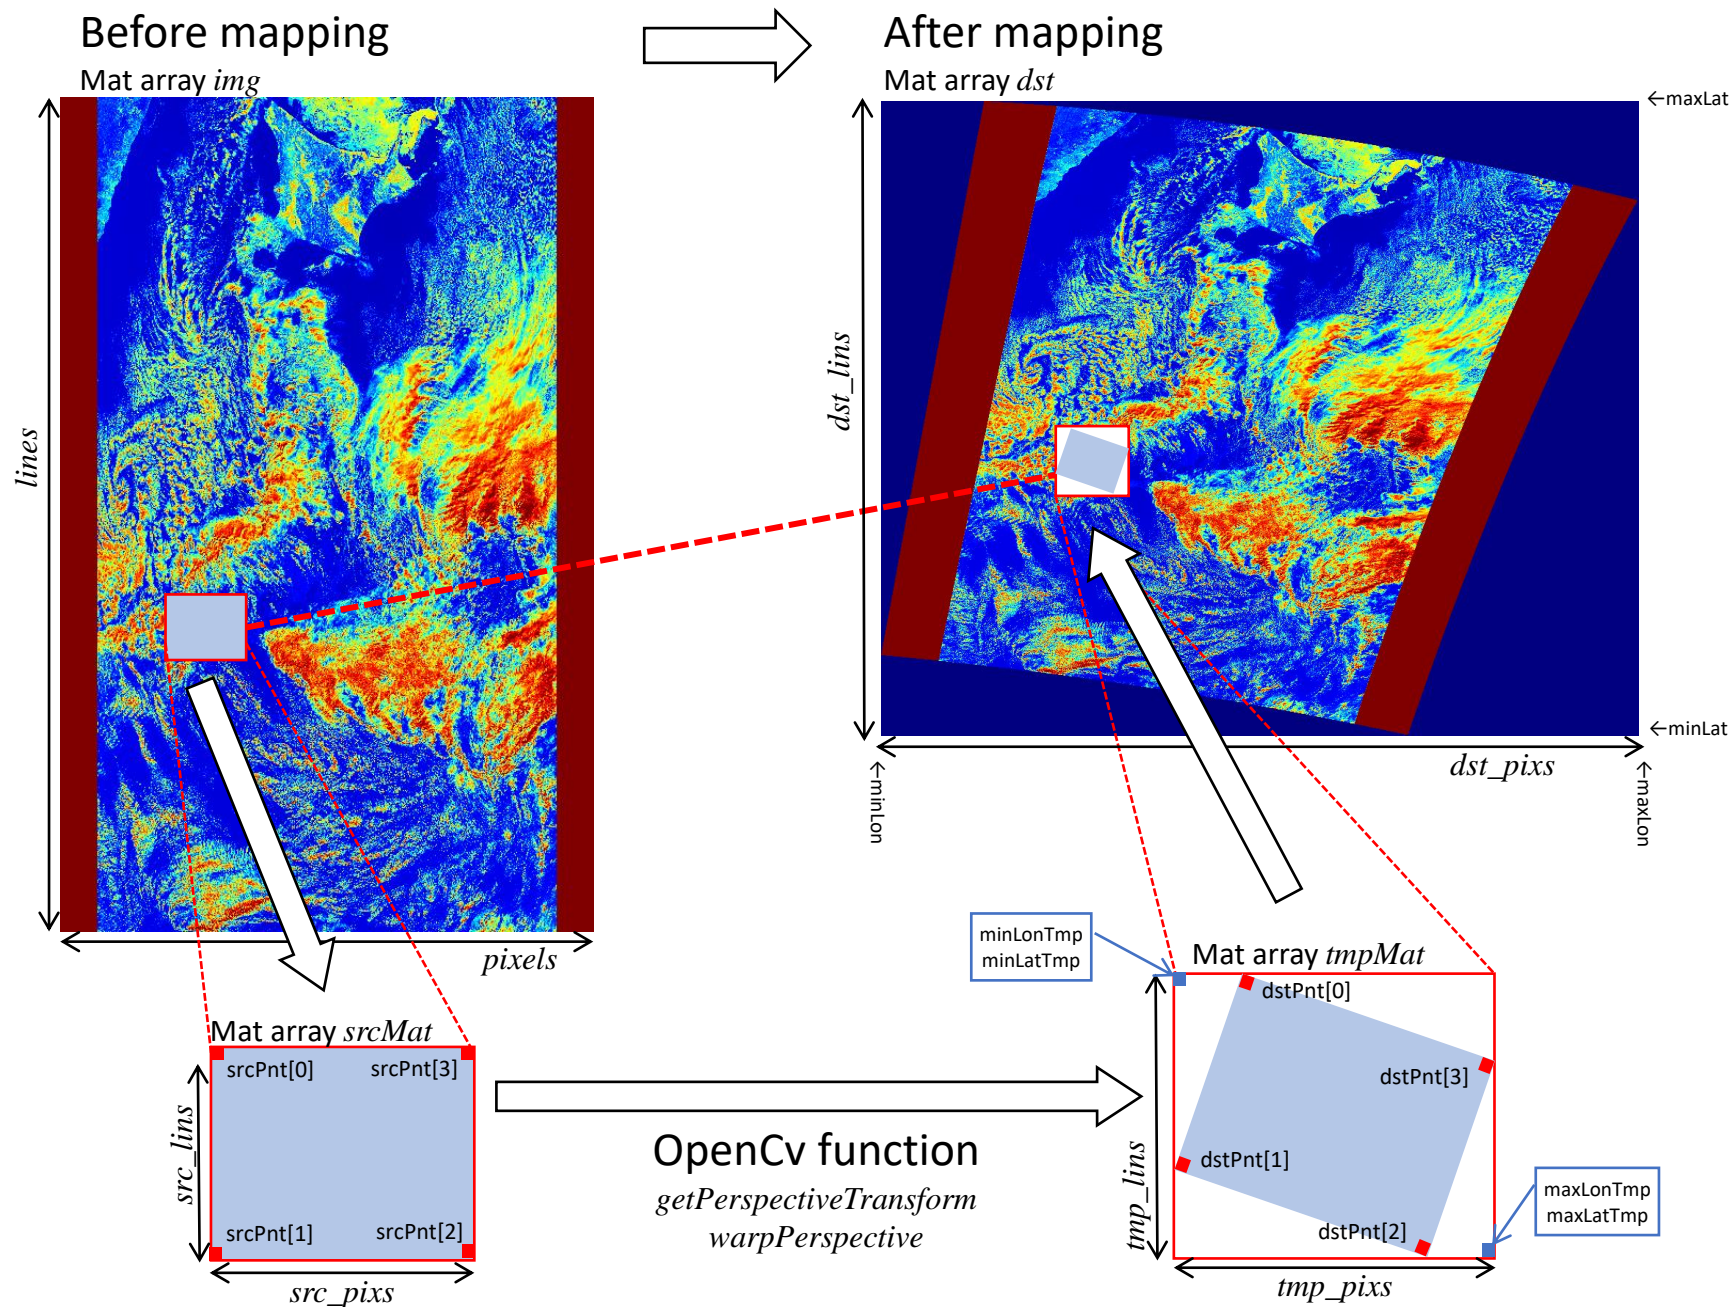 Before mapping
After mapping
Mat array img
Mat array dst
←maxLat
lines
dst_lins
←minLat
dst_pixs
←minLon
←maxLon
pixels
minLonTmp
minLatTmp
Mat array tmpMat
dstPnt[0]
Mat array srcMat
srcPnt[0]
srcPnt[3]
dstPnt[3]
src_lins
OpenCv function
getPerspectiveTransform
warpPerspective
dstPnt[1]
tmp_lins
maxLonTmp
maxLatTmp
srcPnt[1]
srcPnt[2]
dstPnt[2]
src_pixs
tmp_pixs